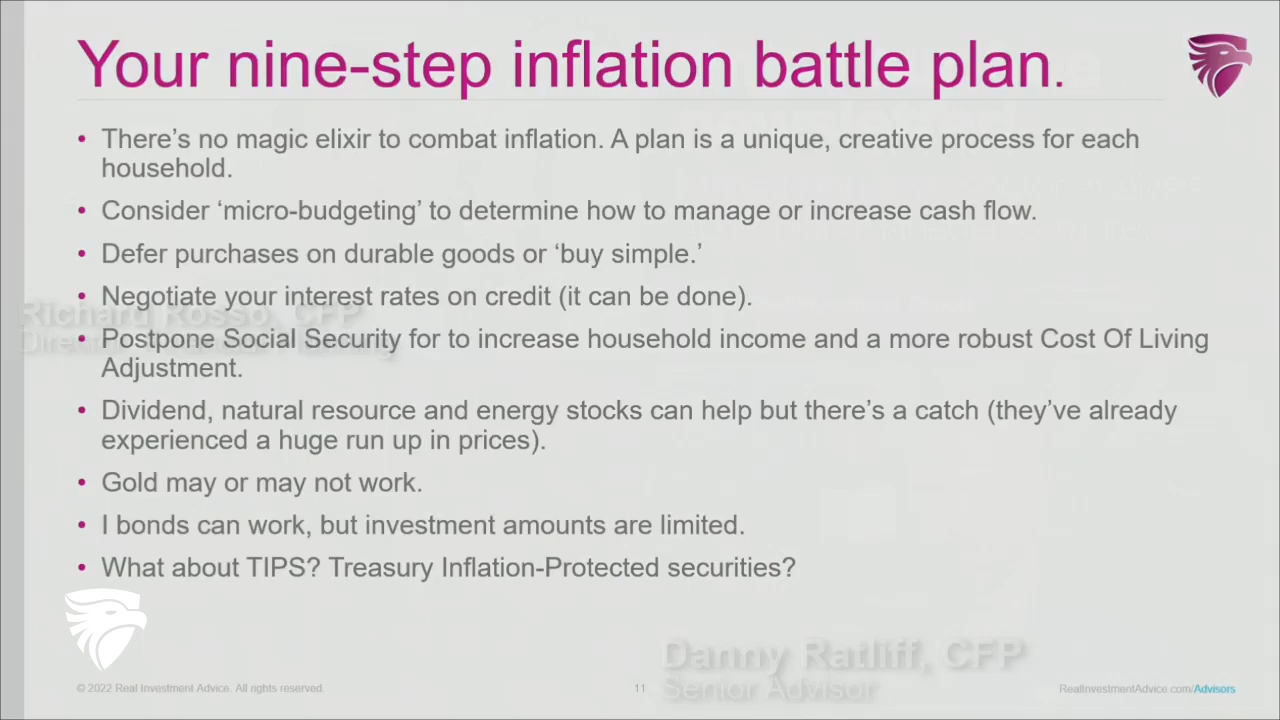 Your nine-step inflation battle plan.
• There’s no magic elixir to combat inflation. A plan is a unique, creative process for each
household.
• Consider ‘micro-budgeting’ to determine how to manage or increase cash flow.
• Defer purchases on durable goods or ‘buy simple.’
• Negotiate your interest rates on credit (it can be done).
Richard Rosso, CFP
• Postpone Social Security for to increase household income and a more robust Cost Of Living
Adjustment.
• Dividend, natural resource and energy stocks can help but there’s a catch (they’ve already
experienced a huge run up in prices).
• Gold may or may not work.
• I bonds can work, but investment amounts are limited.
• What about TIPS? Treasury Inflation-Protected securities?
Danny Ratliff, CFP
Senior Advisor
© 2022 Real Investment Advice. All rights reserved.
11
RealInvestmentAdvice.com/Advisors